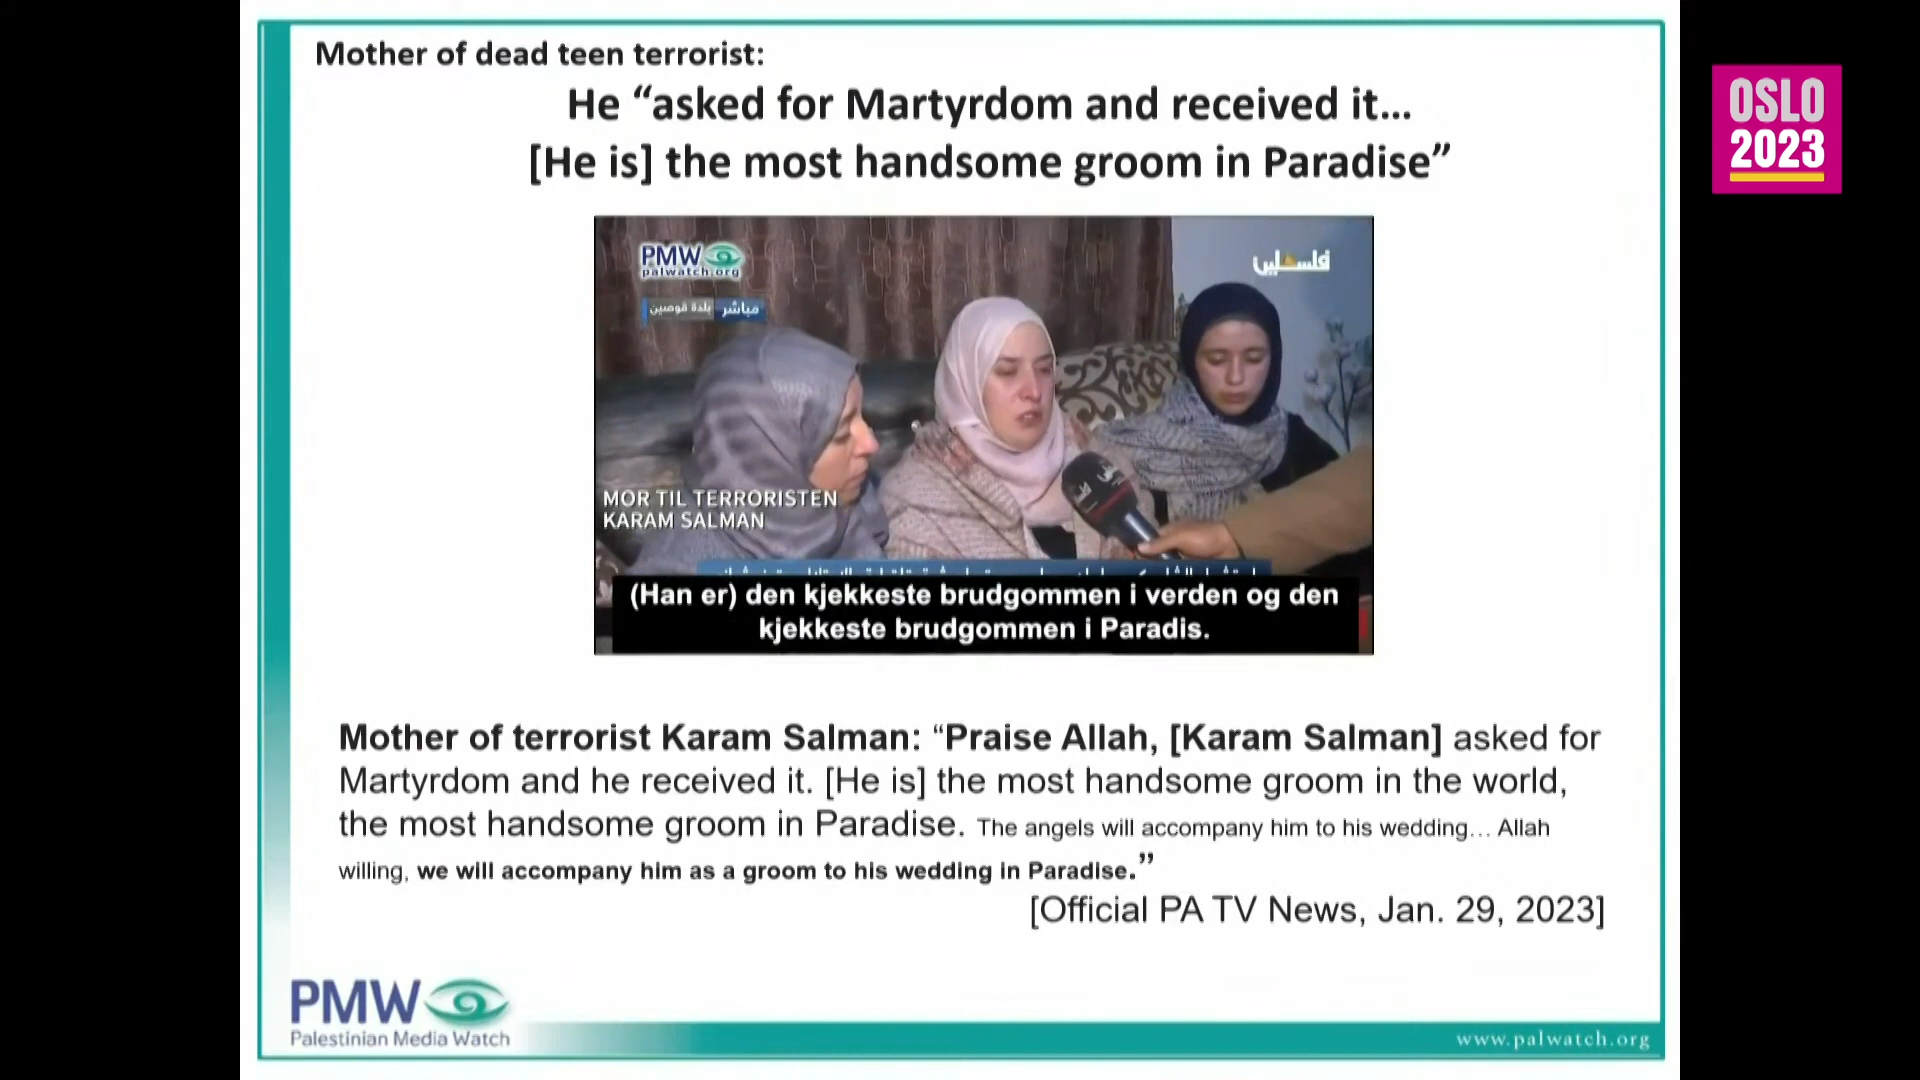 Mother of dead teen terrorist:
He “asked for Martyrdom and received it...
[He is] the most handsome groom in Paradise”
OSLO
2023
PMW
palwatch.org
فلسطين
مباشر بلدة قوصين
MOR TIL TERRORISTEN
KARAM SALMAN
(Han er) den kjekkeste brudgommen i verden og den
kjekkeste brudgommen i Paradis.
Mother of terrorist Karam Salman: “Praise Allah, [Karam Salman] asked for
Martyrdom and he received it. [He is] the most handsome groom in the world,
the most handsome groom in Paradise. The angels will accompany him to his wedding... Allah
willing, we will accompany him as a groom to his wedding in Paradise.”
[Official PA TV News, Jan. 29, 2023]
PMW
Palestinian Media Watch
www.palwatch.org